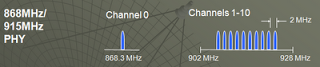 868MHz/
915MHz
PHY
Channel 0
868.3 MHz
Channels 1-10
2 MHz
902 MHz
928 MHz